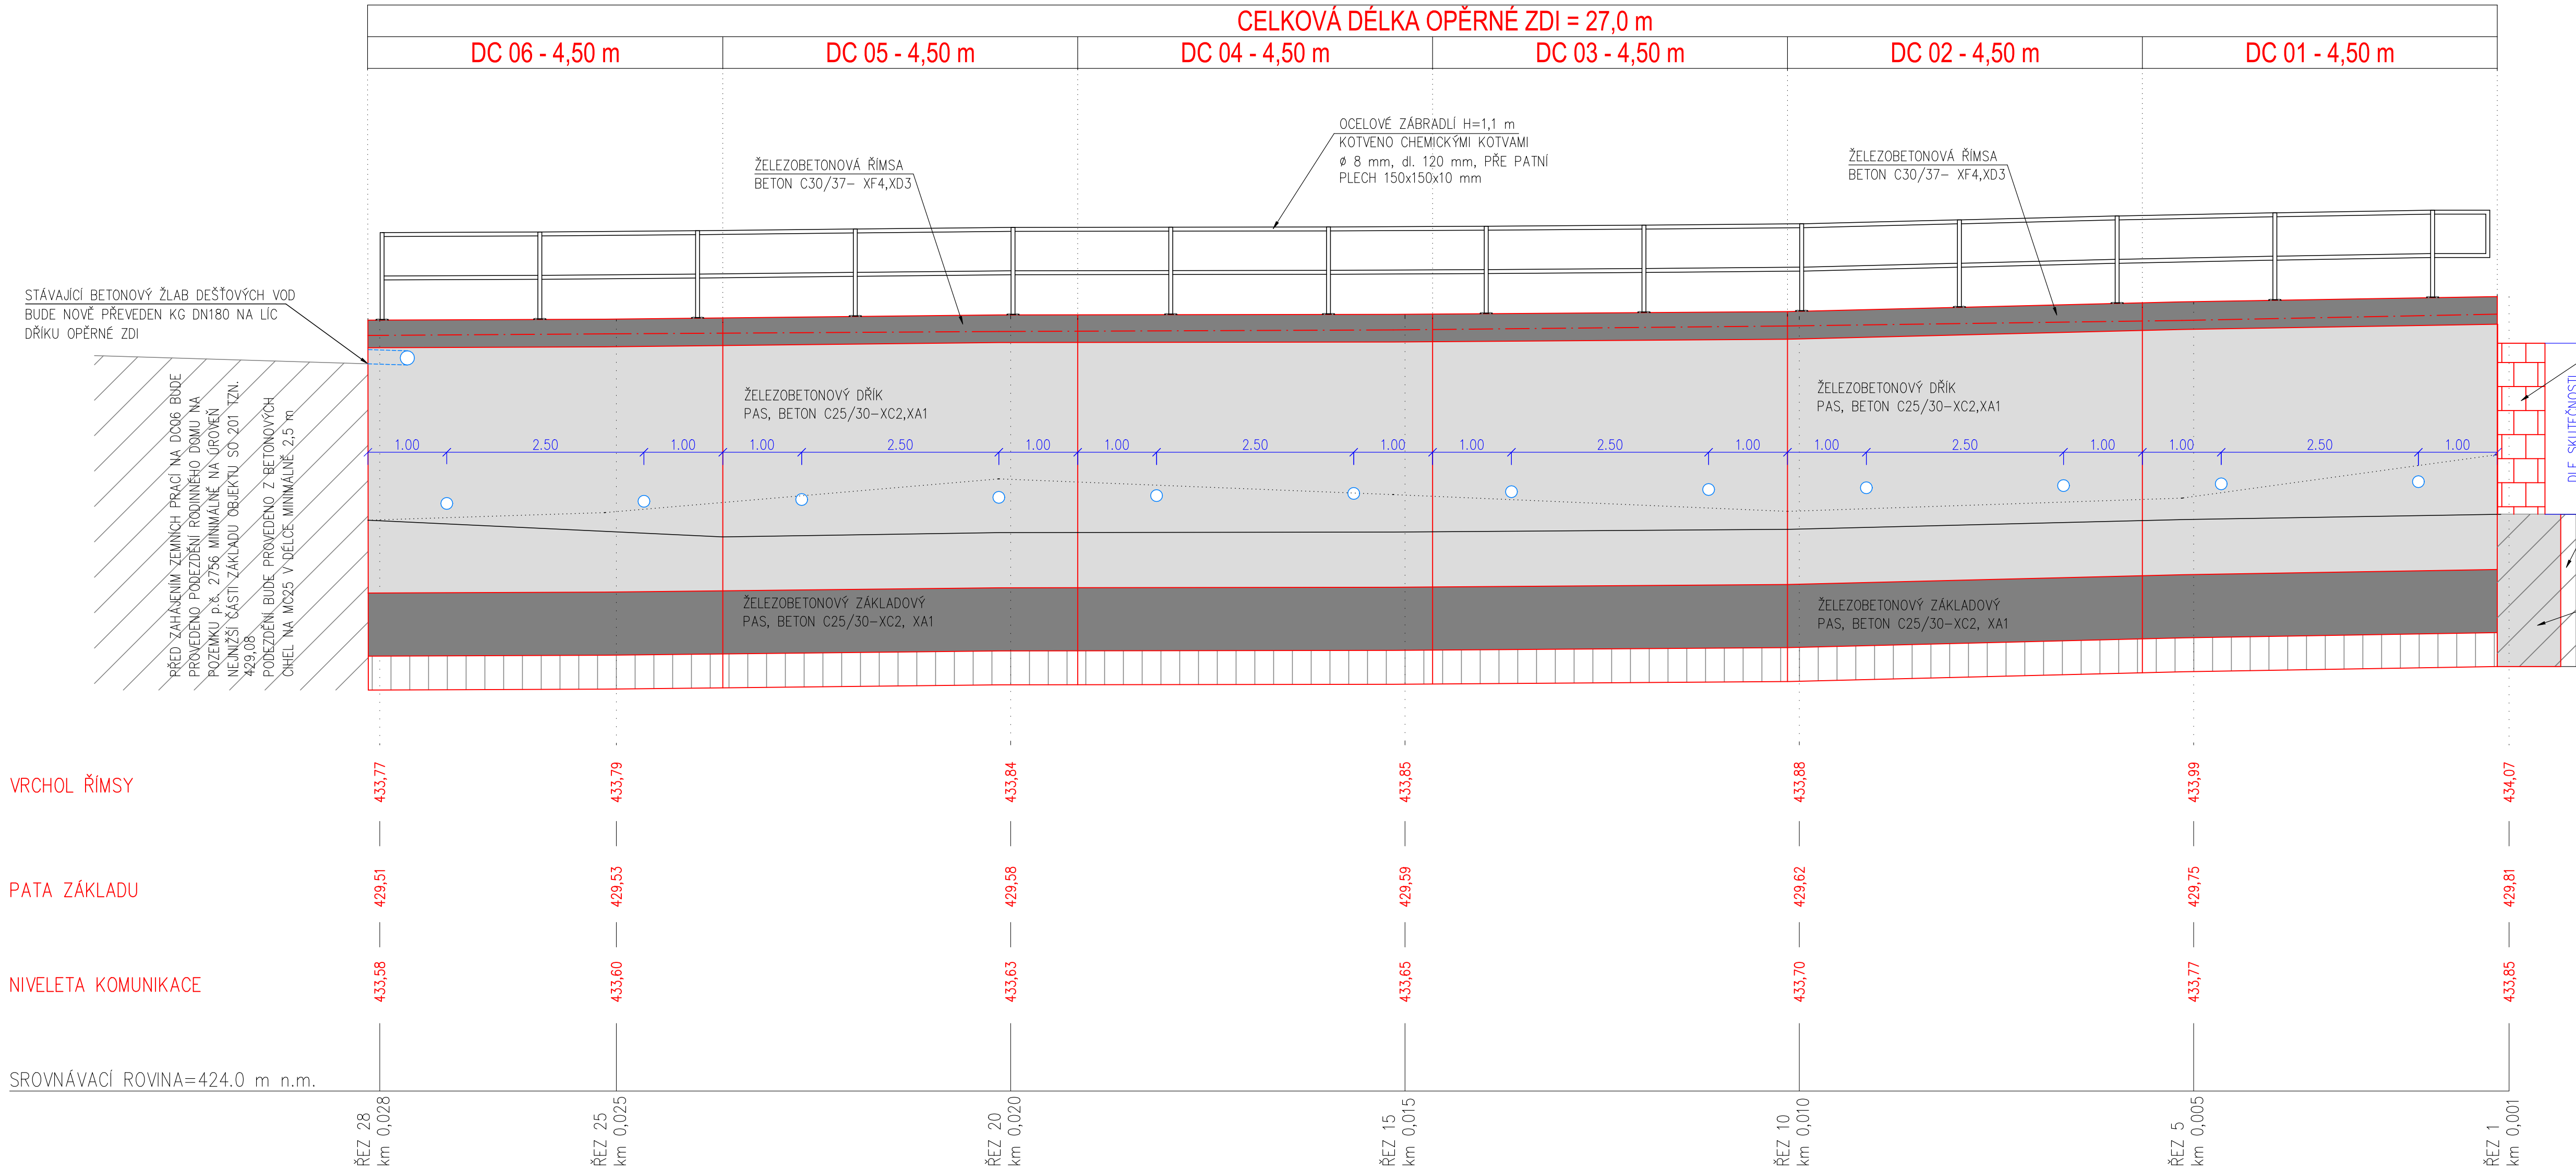 CELKOVÁ DÉLKA OPĚRNÉ ZDI = 27,0 m
DC 06 - 4,50 m
DC 05 - 4,50 m
DC 04 - 4,50 m
DC 03 - 4,50 m
DC 02 - 4,50 m
DC 01 - 4,50 m
OCELOVÉ ZÁBRADLÍ H=1,1 m
KOTVENO CHEMICKÝMI KOTVAMI
ø 8 mm, dl. 120 mm, PŘE PATNÍ
PLECH 150x150x10 mm
ŽELEZOBETONOVÁ ŘÍMSA
BETON C30/37- XF4,XD3
ŽELEZOBETONOVÁ ŘÍMSA
BETON C30/37- XF4,XD3
STÁVAJÍCÍ BETONOVÝ ŽLAB DEŠŤOVÝCH VOD
BUDE NOVĚ PŘEVEDEN KG DN180 NA LÍC
DŘÍKU OPĚRNÉ ZDI
PŘED ZAHÁJENÍM ZEMNÍCH PRACÍ NA DC06 BUDE
PROVEDENO PODEZDĚNÍ RODINNÉHO DOMU NA
POZEMKU p.č. 2756 MINIMÁLNĚ NA ÚROVEŇ
NEJNIŽŠÍ ČÁSTI ZÁKLADU OBJEKTU SO 201 TZN.
429,08
PODEZDĚNÍ BUDE PROVEDENO Z BETONOVÝCH
CIHEL NA MC25 V DÉLCE MINIMÁLNĚ 2,5 m
ŽELEZOBETONOVÝ DŘÍK
PAS, BETON C25/30-XC2,XA1
ŽELEZOBETONOVÝ DŘÍK
PAS, BETON C25/30-XC2,XA1
DLE SKUTEČNOSTI
1.00 2.50 1.00 1.00 2.50 1.00 1.00 2.50 1.00 1.00 2.50 1.00 1.00 2.50 1.00 1.00 2.50 1.00
ŽELEZOBETONOVÝ ZÁKLADOVÝ
PAS, BETON C25/30-XC2, XA1
ŽELEZOBETONOVÝ ZÁKLADOVÝ
PAS, BETON C25/30-XC2, XA1
VRCHOL ŘÍMSY
433,77
433,79
433,84
433,85
433,88
433,99
434,07
PATA ZÁKLADU
429,51
429,53
429,58
429,59
429,62
429,75
429,81
NIVELETA KOMUNIKACE
433,58
433,60
433,63
433,65
433,70
433,77
433,85
SROVNÁVACÍ ROVINA=424.0 m n.m.
ŘEZ 28
km 0,028
ŘEZ 25
km 0,025
ŘEZ 20
km 0,020
ŘEZ 15
km 0,015
ŘEZ 10
km 0,010
ŘEZ 5
km 0,005
ŘEZ 1
km 0,001